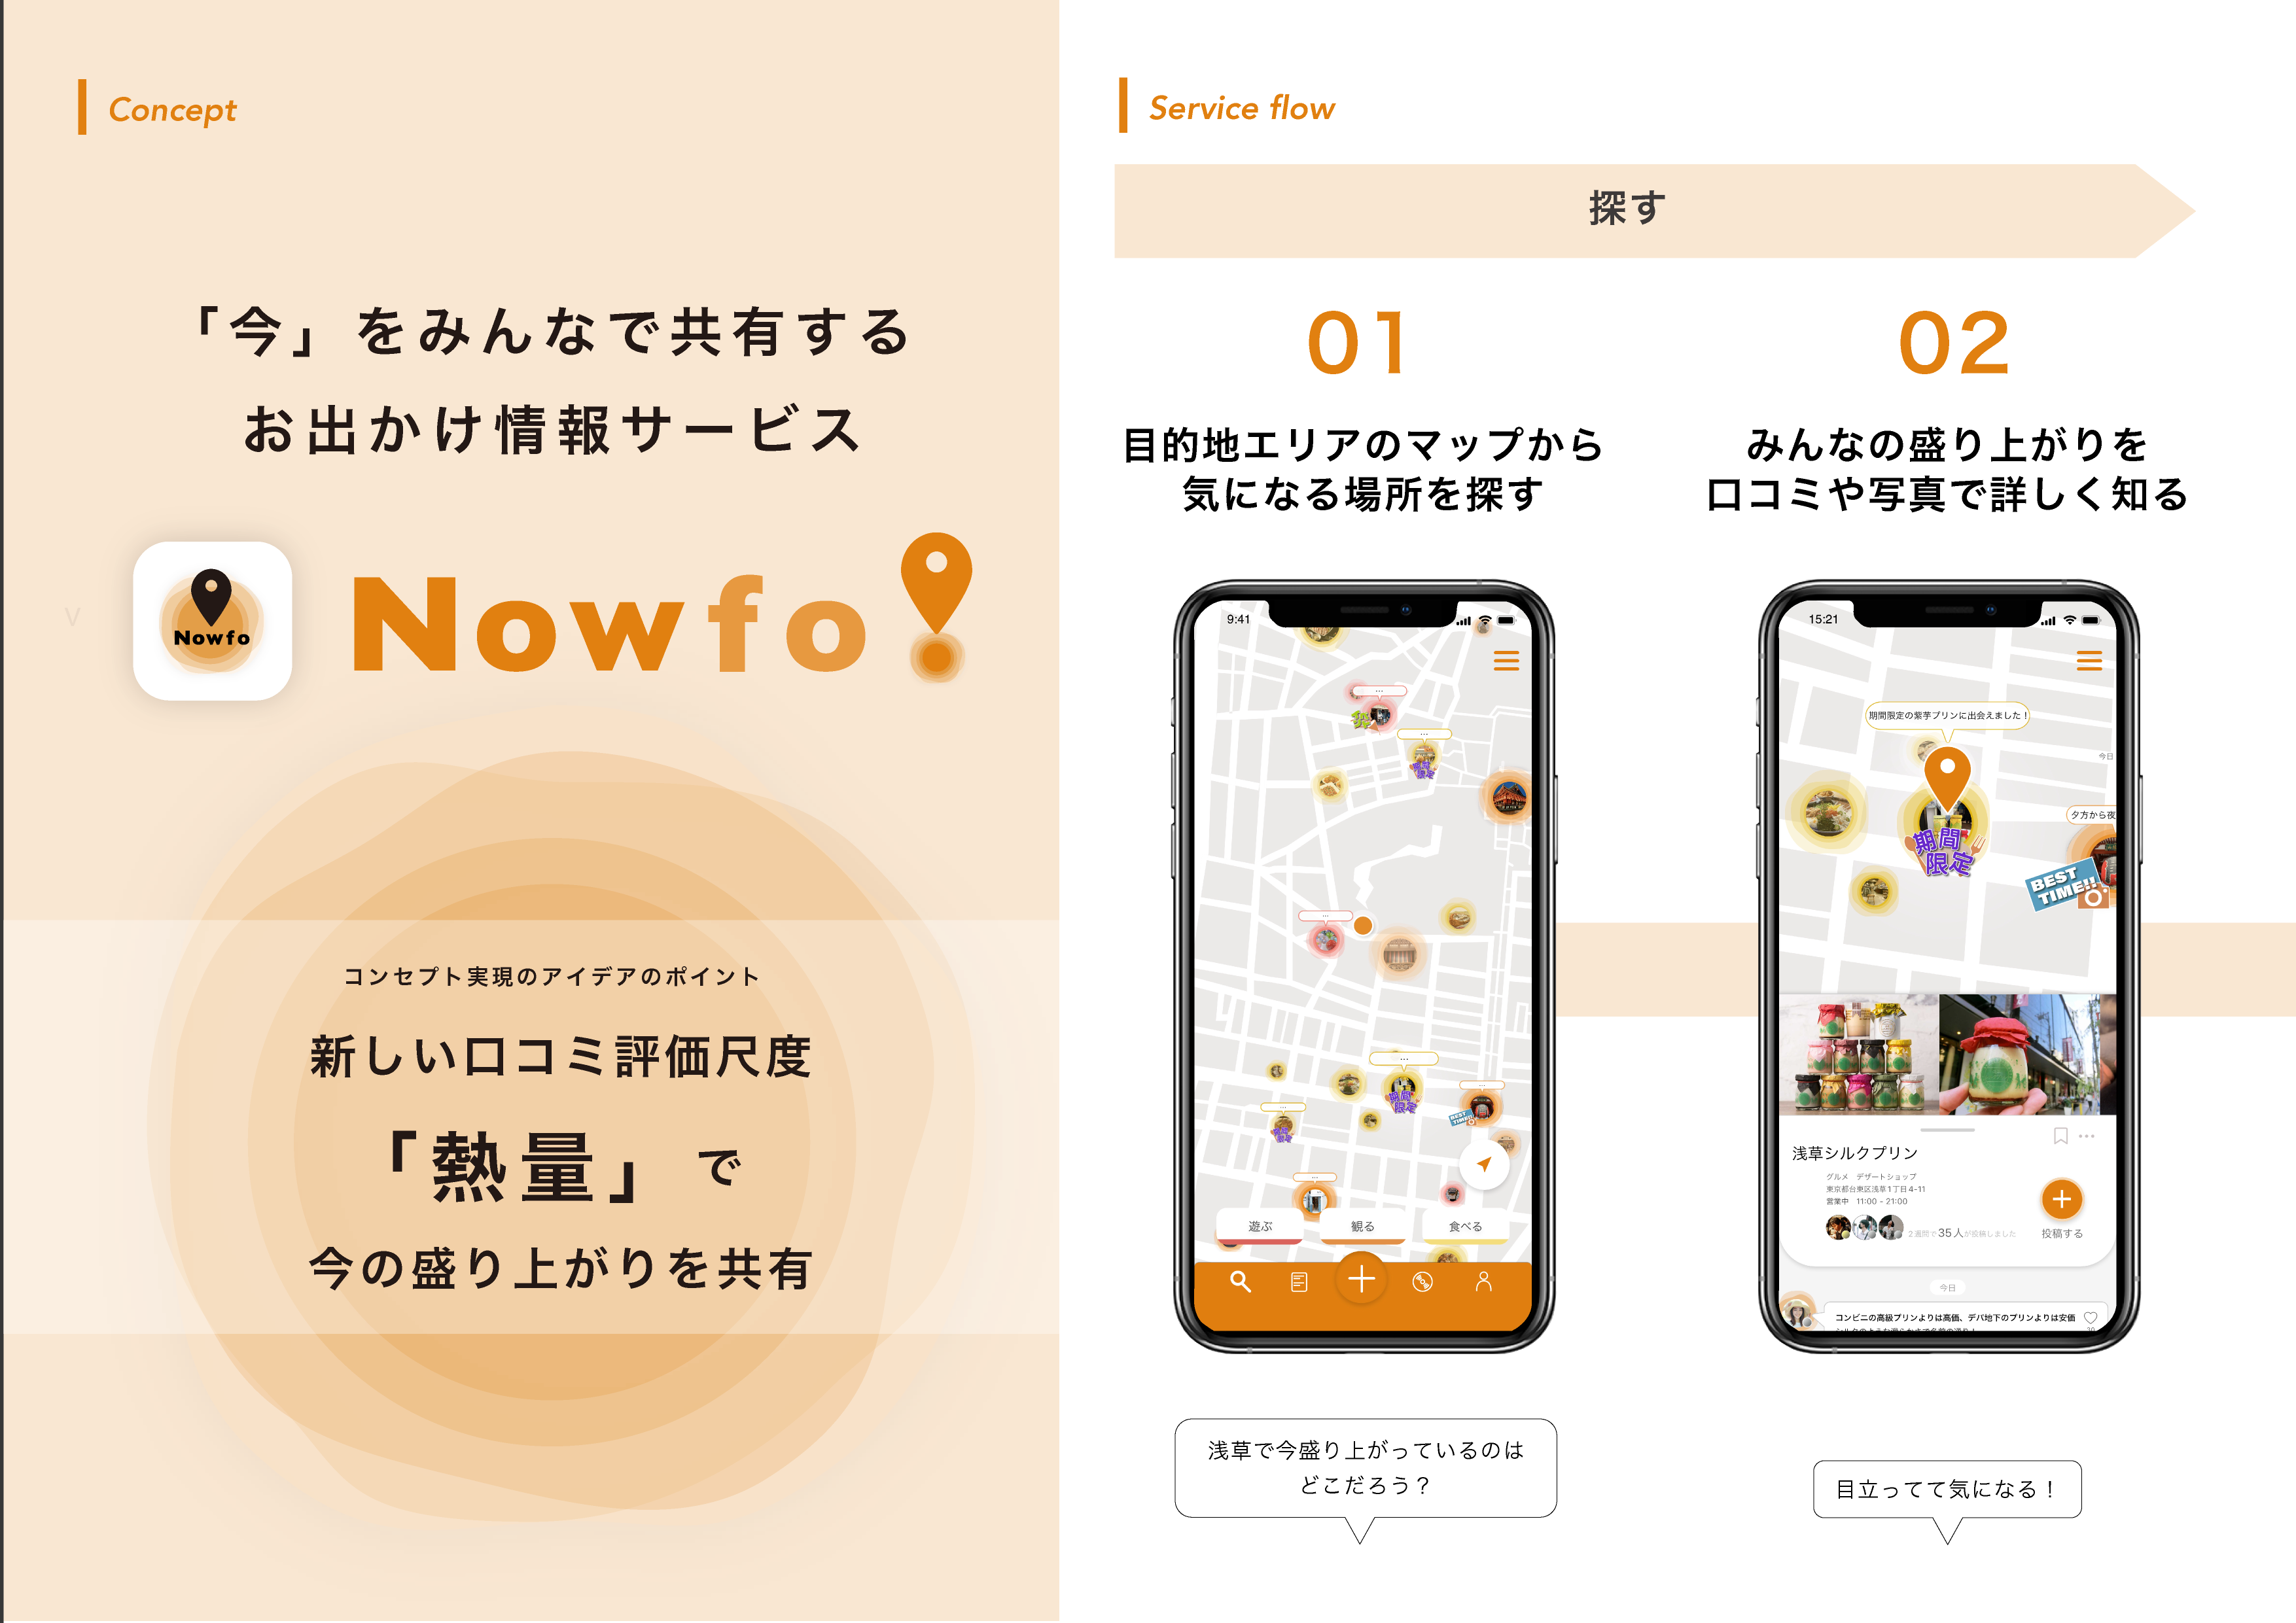 Concept
「今」をみんなで共有する
お出かけ情報サービス
Nowfo
Nowfo
V
コンセプト実現のアイデアのポイント
新しい口コミ評価尺度
「熱量」で
今の盛り上がりを共有
Service flow
探す
01
目的地エリアのマップから
気になる場所を探す
9:41
...
...
...
...
期間
限定
BEST
TIME!!
遊ぶ
観る
食べる
浅草で今盛り上がっているのは
どこだろう？
02
みんなの盛り上がりを
口コミや写真で詳しく知る
15:21
期間限定の紫芋プリンに出会えました！
今日
夕方から夜
期間
限定
BEST
TIME!!
浅草シルクプリン
グルメ　デザートショップ
東京都台東区浅草1丁目4-11
営業中　11:00 - 21:00
2週間で35人が投稿しました
投稿する
今日
コンビニの高級プリンよりは高価、デパ地下のプリンよりは安価
目立ってて気になる！